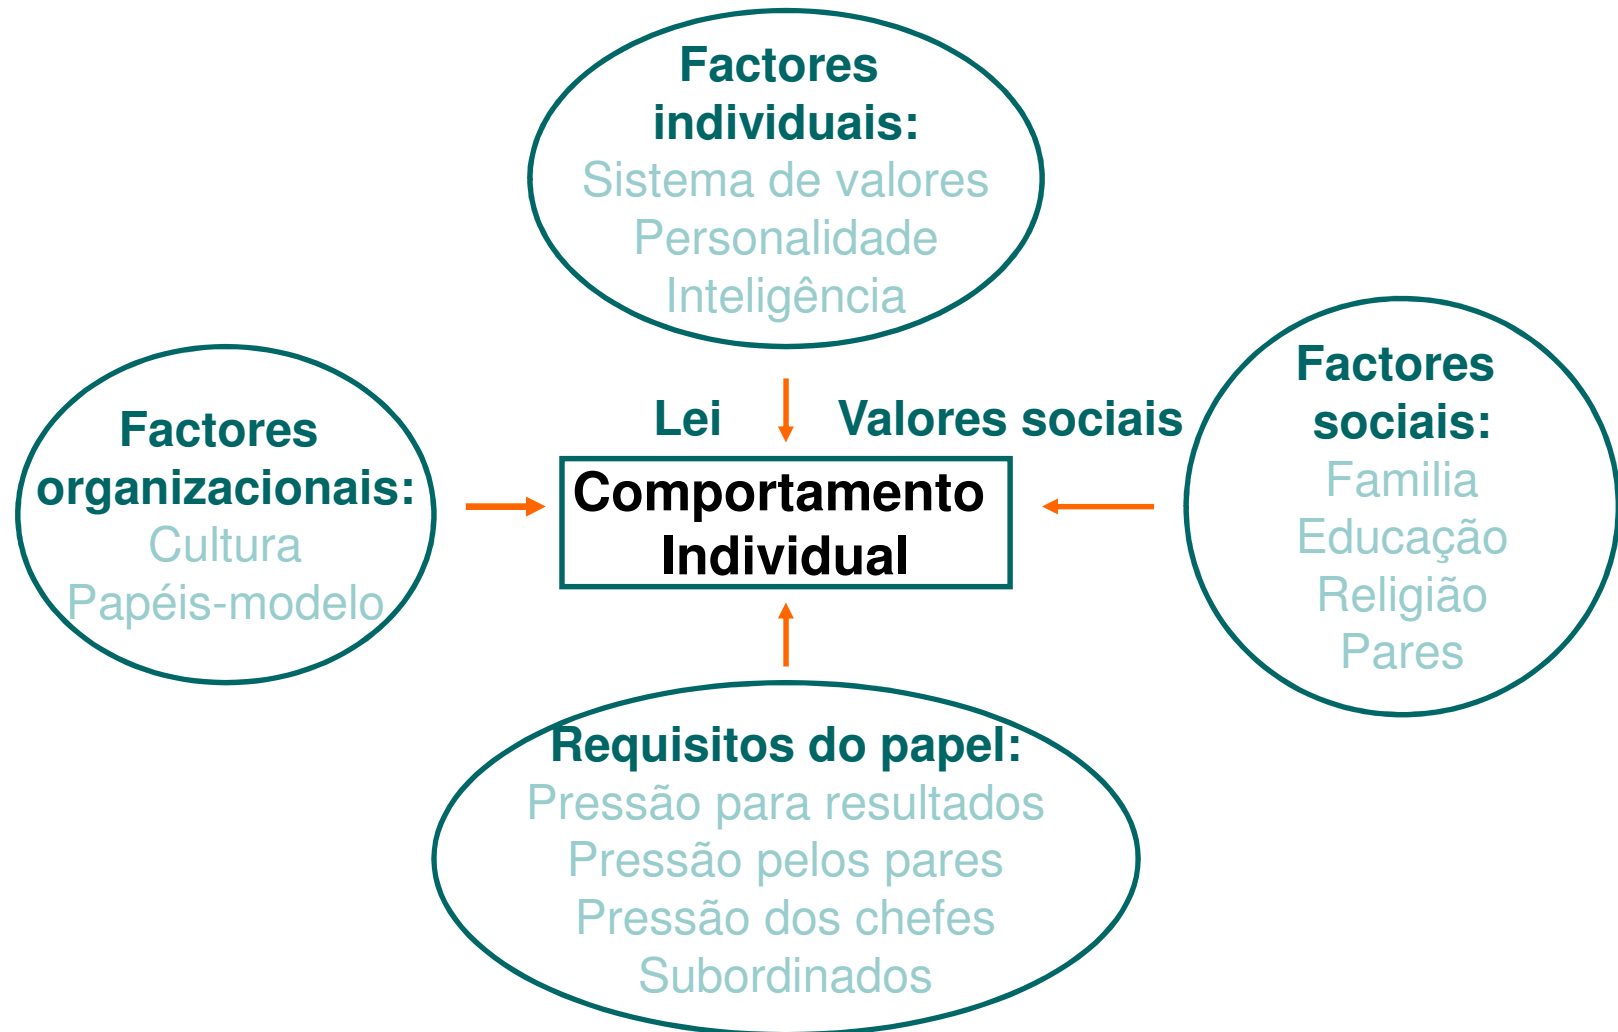 Factores
individuais:
Sistema de valores
Personalidade
Inteligência
Lei
Valores sociais
Factores
organizacionais:
Cultura
Papéis-modelo
Comportamento
Individual
Factores
sociais:
Familia
Educação
Religião
Pares
Requisitos do papel:
Pressão para resultados
Pressão pelos pares
Pressão dos chefes
Subordinados